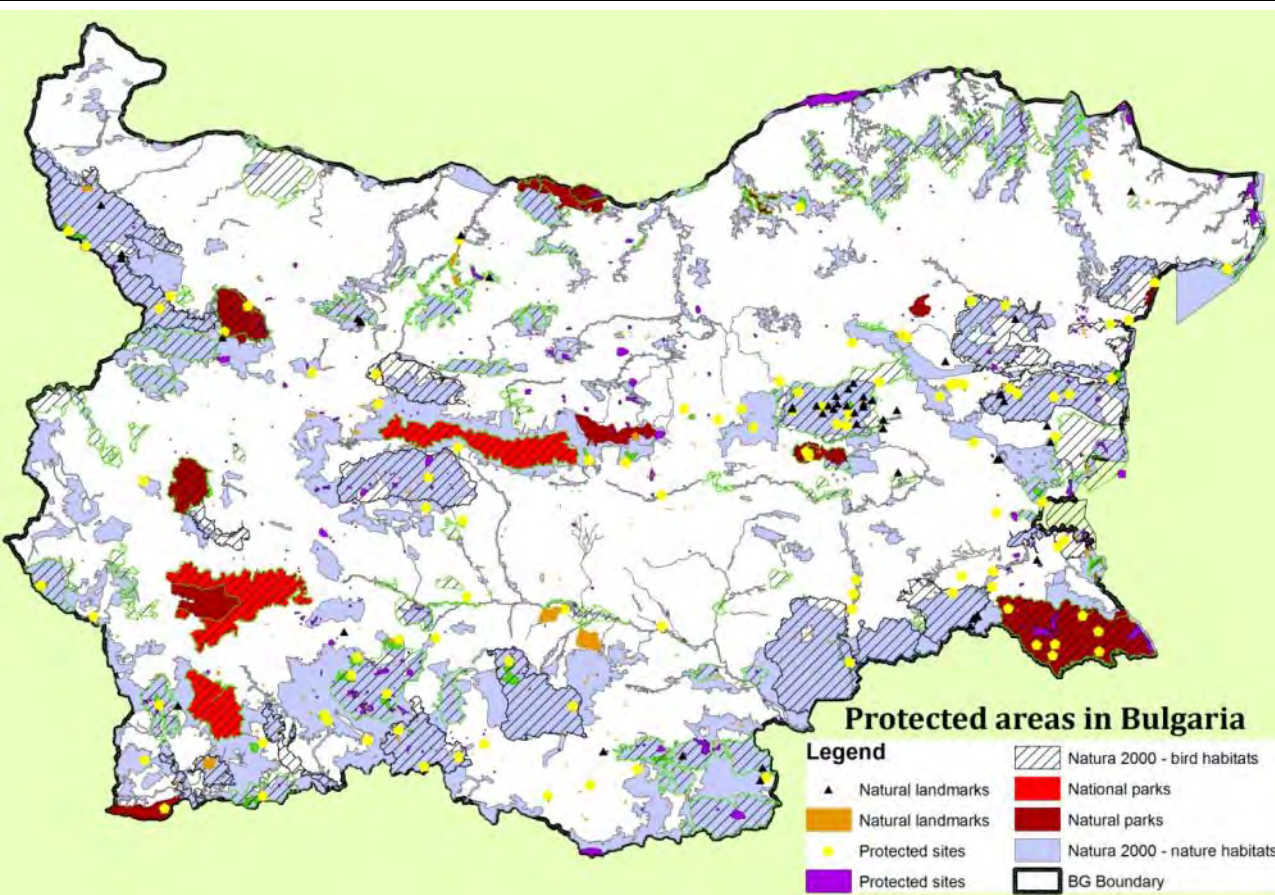 Protected areas in Bulgaria
Legend
Natural landmarks
Natural landmarks
Protected sites
Protected sites
Natura 2000 - bird habitats
National parks
Natural parks
Natura 2000 - nature habitats
BG Boundary